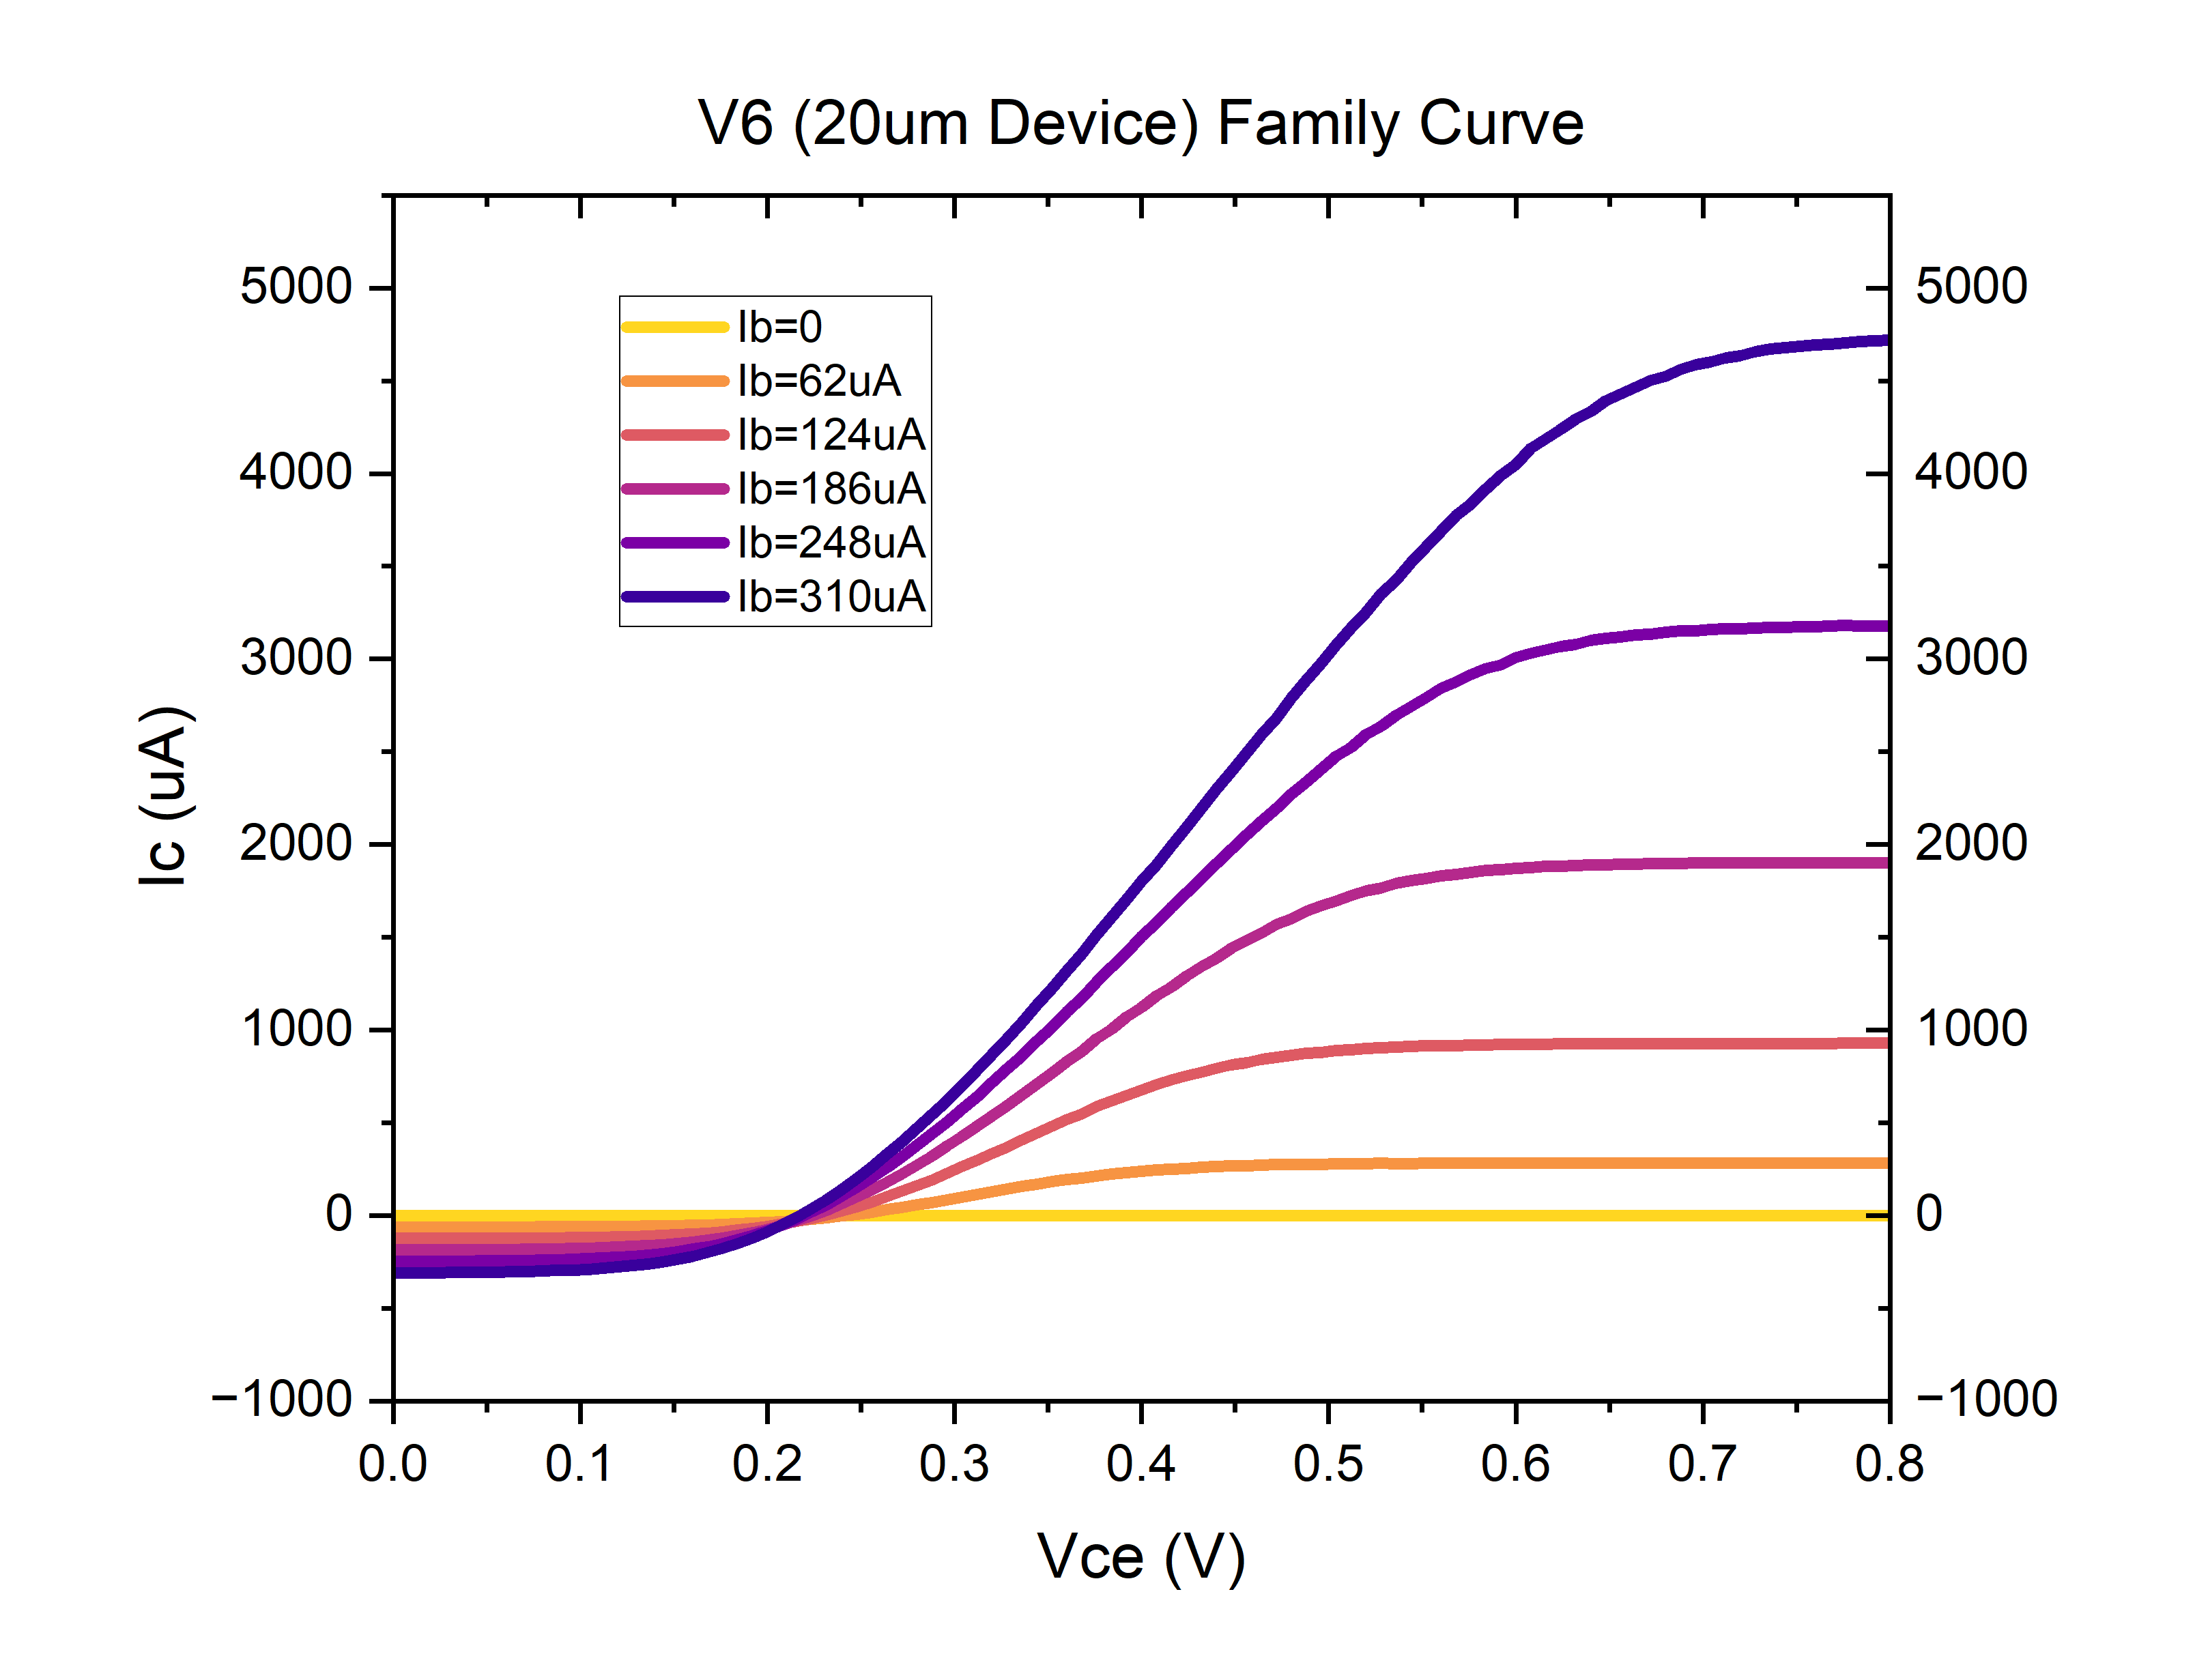 V6 (20um Device) Family Curve
5000
4000
3000
2000
1000
0
−1000
Ic (uA)
Ib=0
Ib=62uA
Ib=124uA
Ib=186uA
Ib=248uA
Ib=310uA
5000
4000
3000
2000
1000
0
−1000
0.0 0.1 0.2 0.3 0.4 0.5 0.6 0.7 0.8
Vce (V)